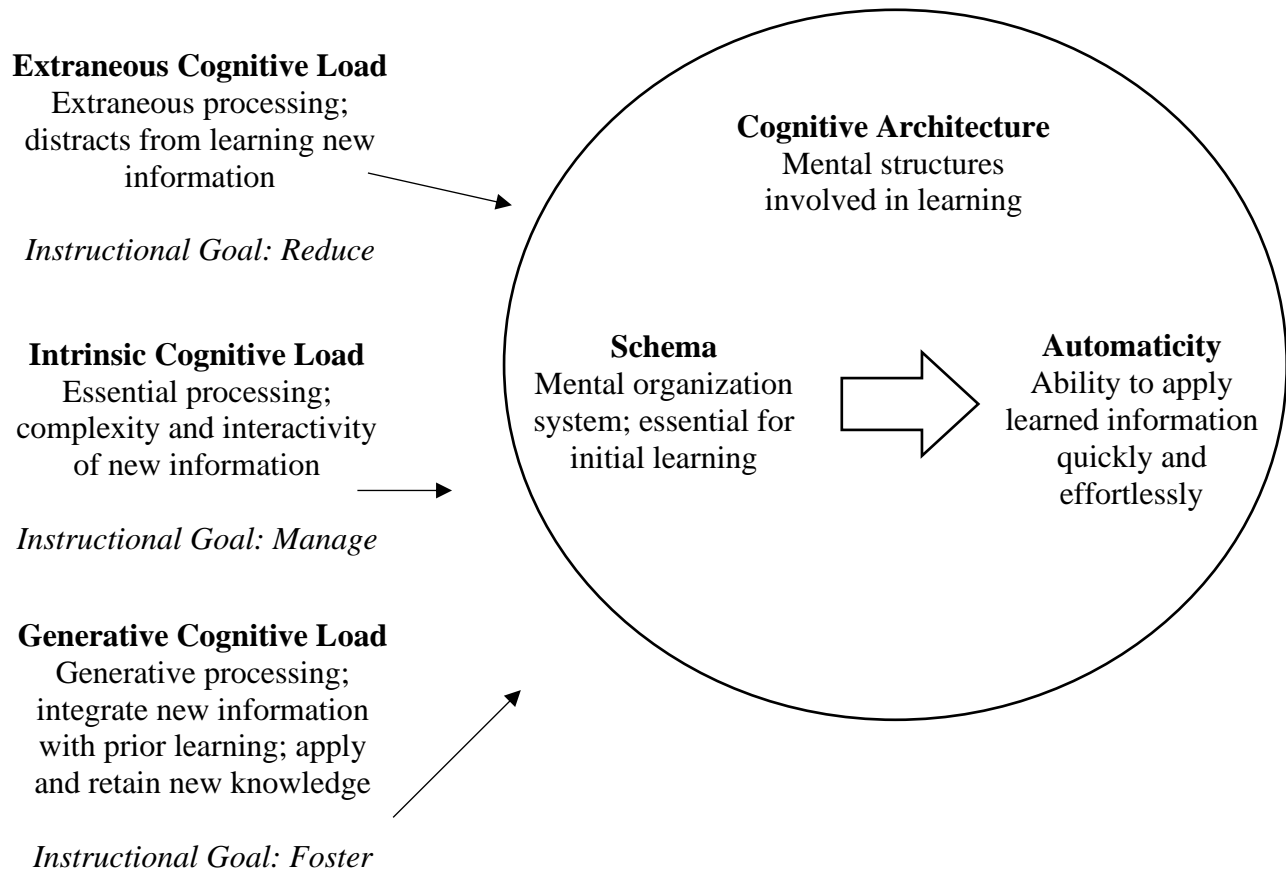 Extraneous Cognitive Load
Extraneous processing;
distracts from learning new
information
Instructional Goal: Reduce
Intrinsic Cognitive Load
Essential processing;
complexity and interactivity
of new information
Instructional Goal: Manage
Generative Cognitive Load
Generative processing;
integrate new information
with prior learning; apply
and retain new knowledge
Instructional Goal: Foster
Cognitive Architecture
Mental structures
involved in learning
Schema
Mental organization
system; essential for
initial learning
Automaticity
Ability to apply
learned information
quickly and
effortlessly